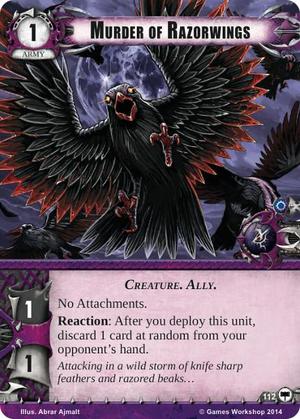 Murder of Razorwings
1
ARMY
Creature. Ally.
1
No Attachments.
Reaction: After you deploy this unit,
discard 1 card at random from your
opponent's hand.
1
Attacking in a wild storm of knife sharp
feathers and razored beaks...
112
Illus. Abrar Ajmalt
© Games Workshop 2014